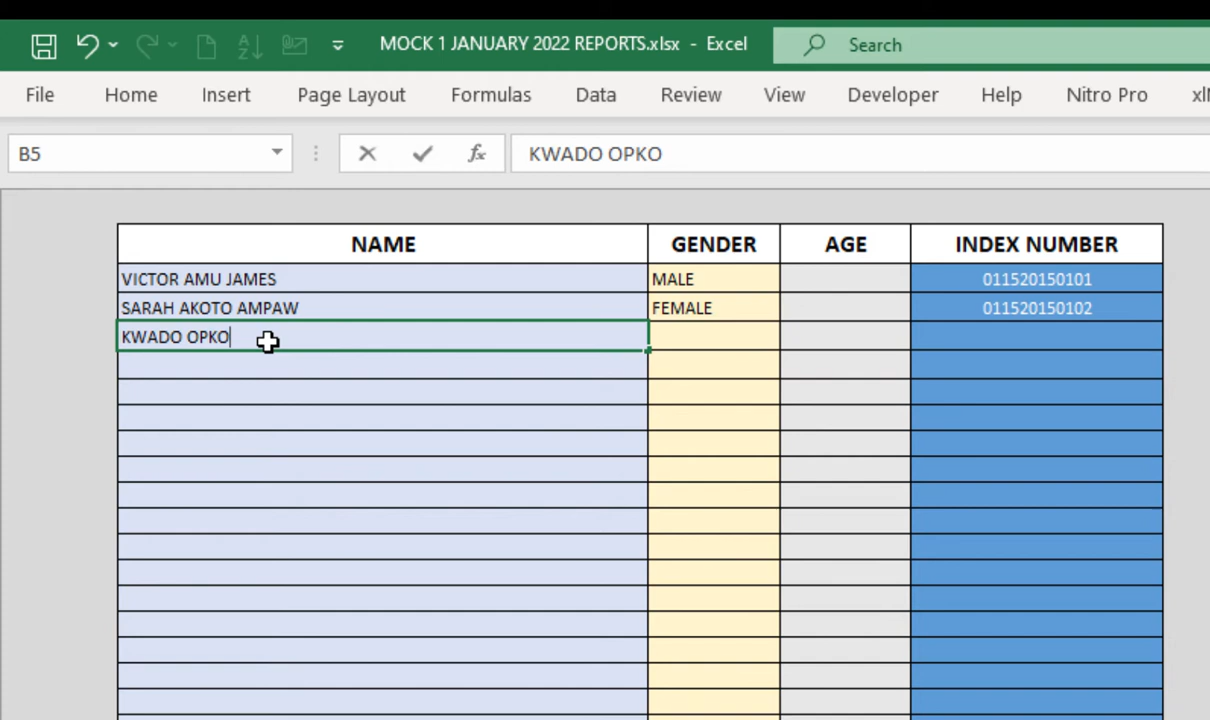 MOCK 1 JANUARY 2022 REPORTS.xlsx - Excel
Search
File Home Insert Page Layout Formulas Data Review View Developer Help Nitro Pro
B5 fx KWADO OPKO
NAME GENDER AGE INDEX NUMBER
VICTOR AMU JAMES MALE 011520150101
SARAH AKOTO AMPAW FEMALE 011520150102
KWADO OPKO